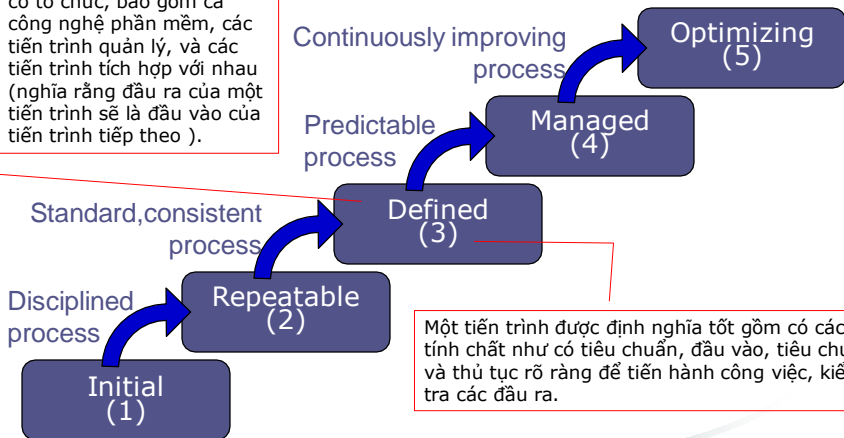 có tổ chức, bao gồm cả
công nghệ phần mềm, các
tiến trình quản lý, và các
tiến trình tích hợp với nhau
(nghĩa rằng đầu ra của một
tiến trình sẽ là đầu vào của
tiến trình tiếp theo ).
Continuously improving
process
Optimizing
(5)
Predictable
process
Managed
(4)
Standard,consistent
process
Defined
(3)
Disciplined
process
Repeatable
(2)
Initial
(1)
Một tiến trình được định nghĩa tốt gồm có các
tính chất như có tiêu chuẩn, đầu vào, tiêu
và thủ tục rõ ràng để tiến hành công việc,
tra các đầu ra.